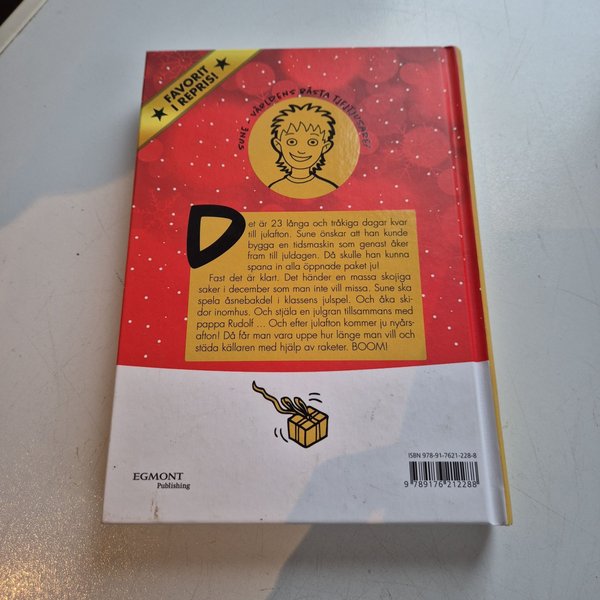 FAVORIT
I REPRIS!
SUNE - VÄRLDENS BÄSTA TJEJTJUSARE!
Det är 23 långa och tråkiga dagar kvar
till julafton. Sune önskar att han kunde
bygga en tidsmaskin som genast åker
fram till juldagen. Då skulle han kunna
spana in alla öppnade paket ju!
Fast det är klart. Det händer en massa skojiga
saker i december som man inte vill missa. Sune ska
spela åsnebakdel i klassens julspel. Och åka ski-
dor inomhus. Och stjäla en julgran tillsammans med
pappa Rudolf ... Och efter julafton kommer ju nyårs-
afton! Då får man vara uppe hur länge man vill och
städa källaren med hjälp av raketer. BOOM!
EGMONT
Publishing
ISBN 978-91-7621-228-8
9 789176 212288